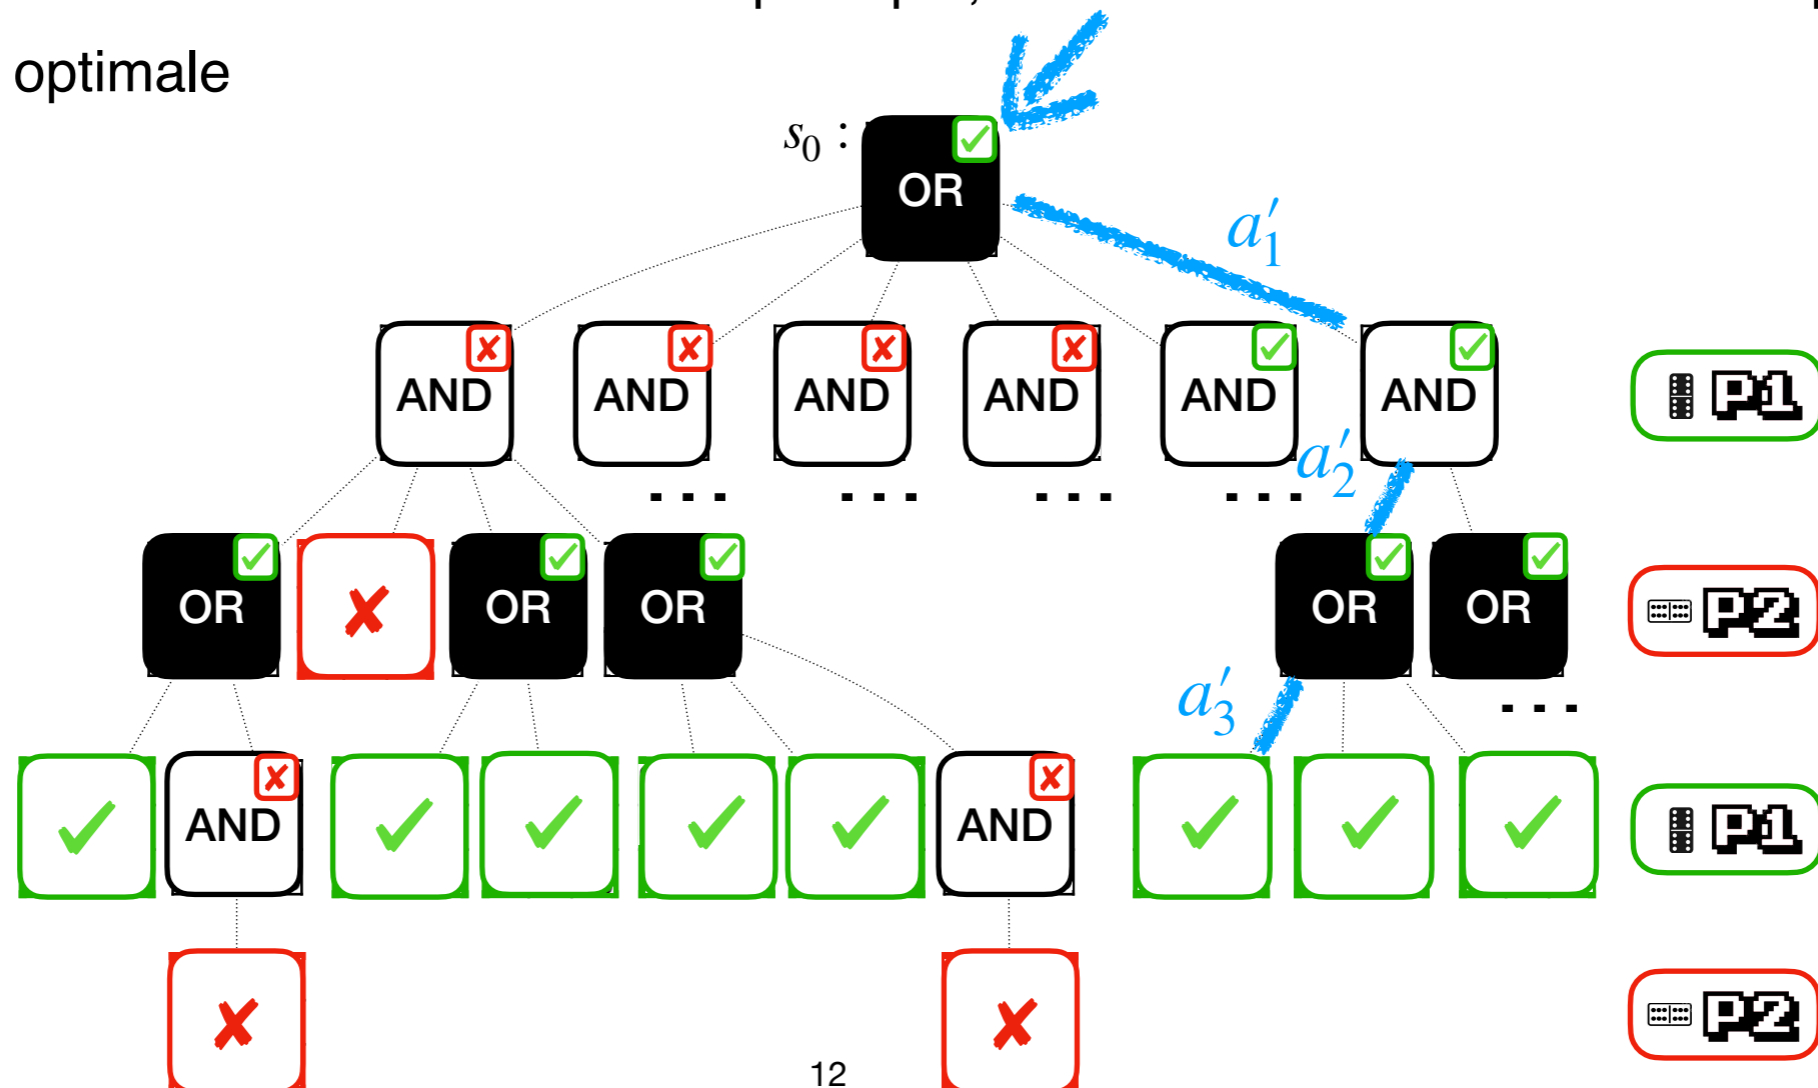 optimale
s₀ :
OR
a′₁
AND AND AND AND AND AND
P1
a′₂
... ... ... ...
OR OR OR OR OR
P2
a′₃
...
AND AND
P1
P2
12